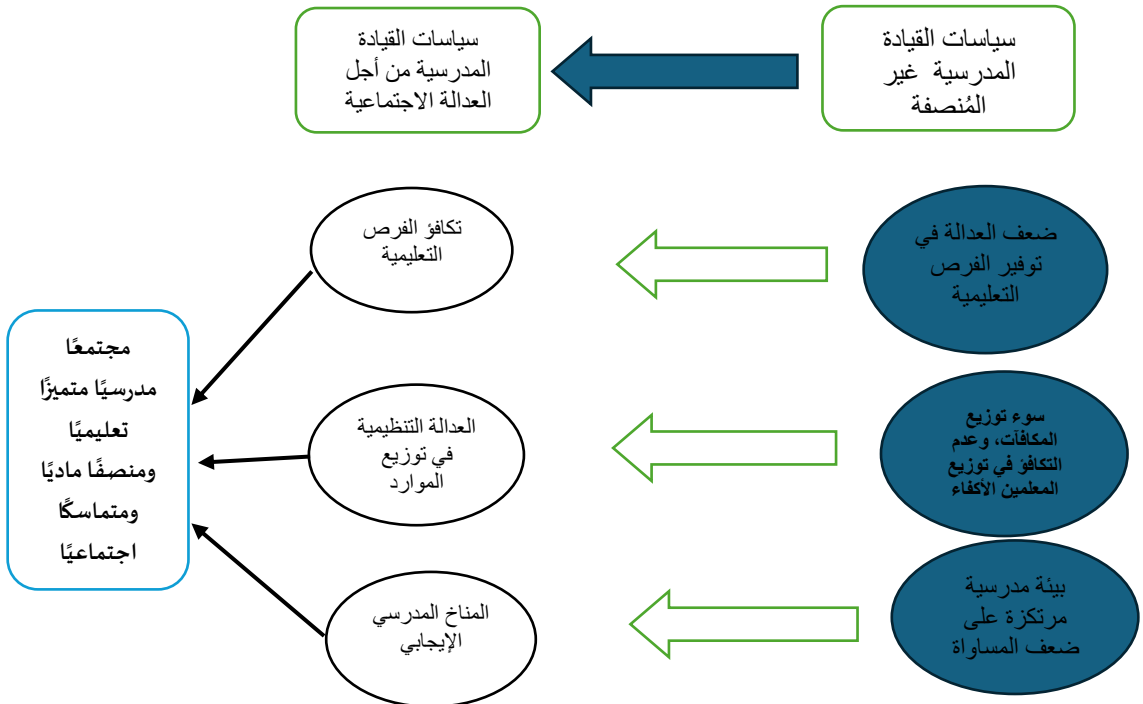 سياسات القيادة
المدرسية غير
المُنصفة
سياسات القيادة
المدرسية من أجل
العدالة الاجتماعية
ضعف العدالة في
توفير الفرص
التعليمية
تكافؤ الفرص
التعليمية
سوء توزيع
المكافآت، وعدم
التكافؤ في توزيع
المعلمين الأكفاء
العدالة التنظيمية
في توزيع
الموارد
بيئة مدرسية
مرتكزة على
ضعف المساواة
المناخ المدرسي
الإيجابي
مجتمعًا
مدرسيًا متميزًا
تعليميًا
ومنصفًا ماديًا
ومتماسكًا
اجتماعيًا